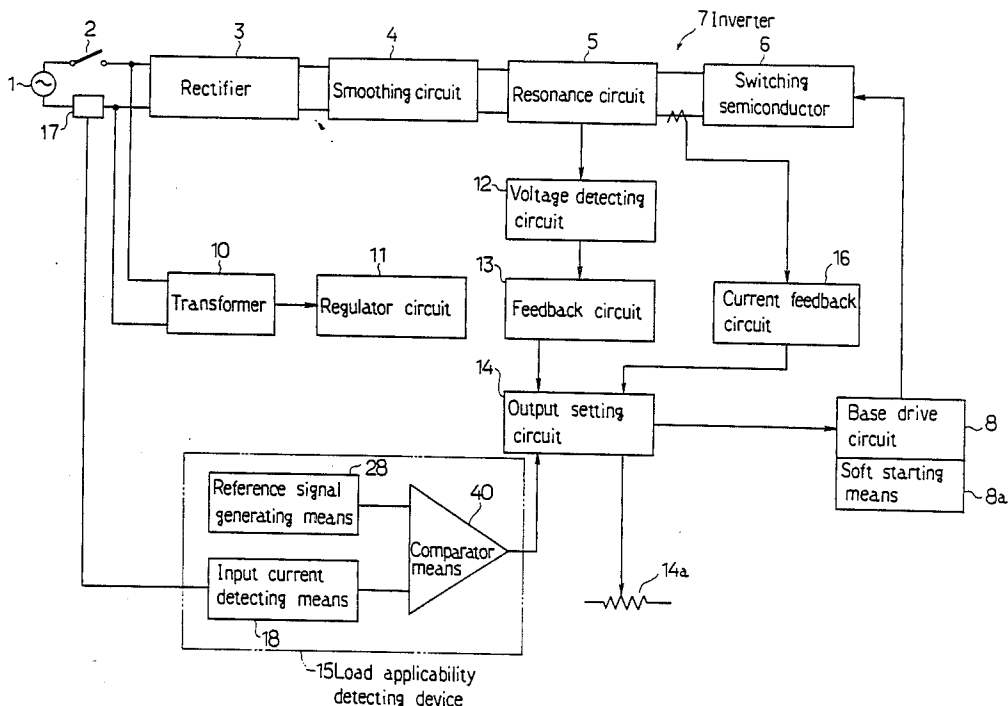 7 Inverter
1
2
3
Rectifier
4
Smoothing circuit
5
Resonance circuit
6
Switching
semiconductor
17
12
Voltage detecting
circuit
10
Transformer
11
Regulator circuit
13
Feedback circuit
16
Current feedback
circuit
14
Output setting
circuit
Base drive
circuit
8
Soft starting
means
8a
28
Reference signal
generating means
40
Comparator
means
Input current
detecting means
18
14a
15 Load applicability
detecting device